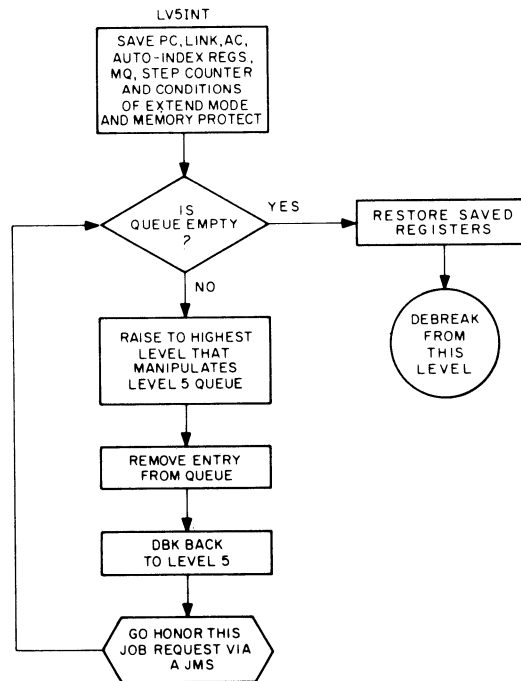 LV5INT
SAVE PC, LINK, AC,
AUTO-INDEX REGS,
MQ, STEP COUNTER
AND CONDITIONS
OF EXTEND MODE
AND MEMORY PROTECT
IS
QUEUE EMPTY
?
YES
RESTORE SAVED
REGISTERS
DEBREAK
FROM
THIS
LEVEL
NO
RAISE TO HIGHEST
LEVEL THAT
MANIPULATES
LEVEL 5 QUEUE
REMOVE ENTRY
FROM QUEUE
DBK BACK
TO LEVEL 5
GO HONOR THIS
JOB REQUEST VIA
A JMS